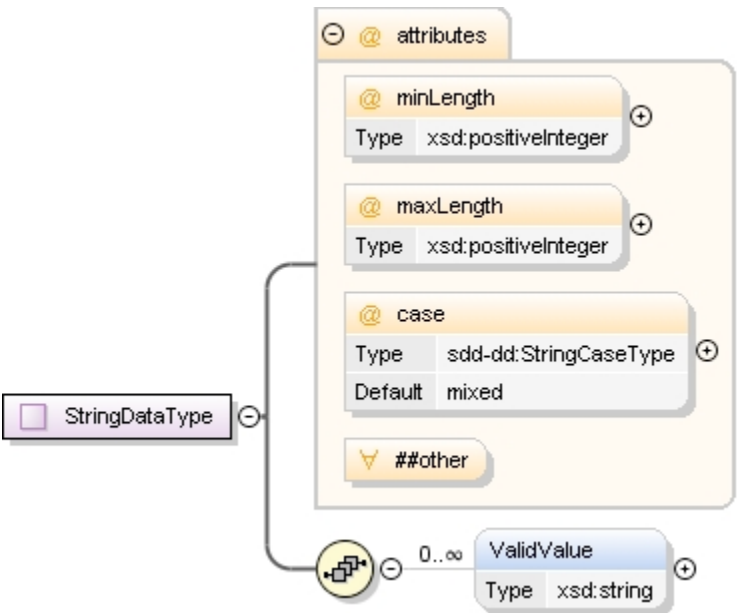 @ attributes
@ minLength
Type xsd:positiveInteger
@ maxLength
Type xsd:positiveInteger
@ case
Type sdd-dd:StringCaseType
Default mixed
StringDataType
∀ ##other
0..∞ ValidValue
Type xsd:string